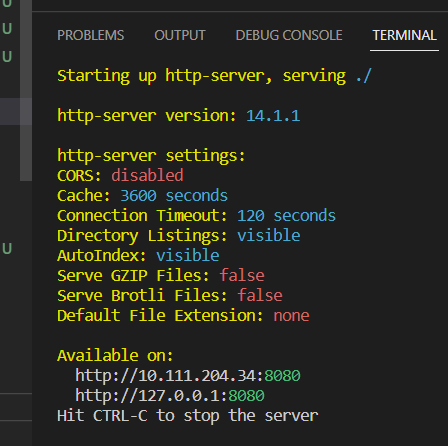 U
U
U
U
PROBLEMS OUTPUT DEBUG CONSOLE TERMINAL
Starting up http-server, serving ./
http-server version: 14.1.1
http-server settings:
CORS: disabled
Cache: 3600 seconds
Connection Timeout: 120 seconds
Directory Listings: visible
AutoIndex: visible
Serve GZIP Files: false
Serve Brotli Files: false
Default File Extension: none
Available on:
http://10.111.204.34:8080
http://127.0.0.1:8080
Hit CTRL-C to stop the server